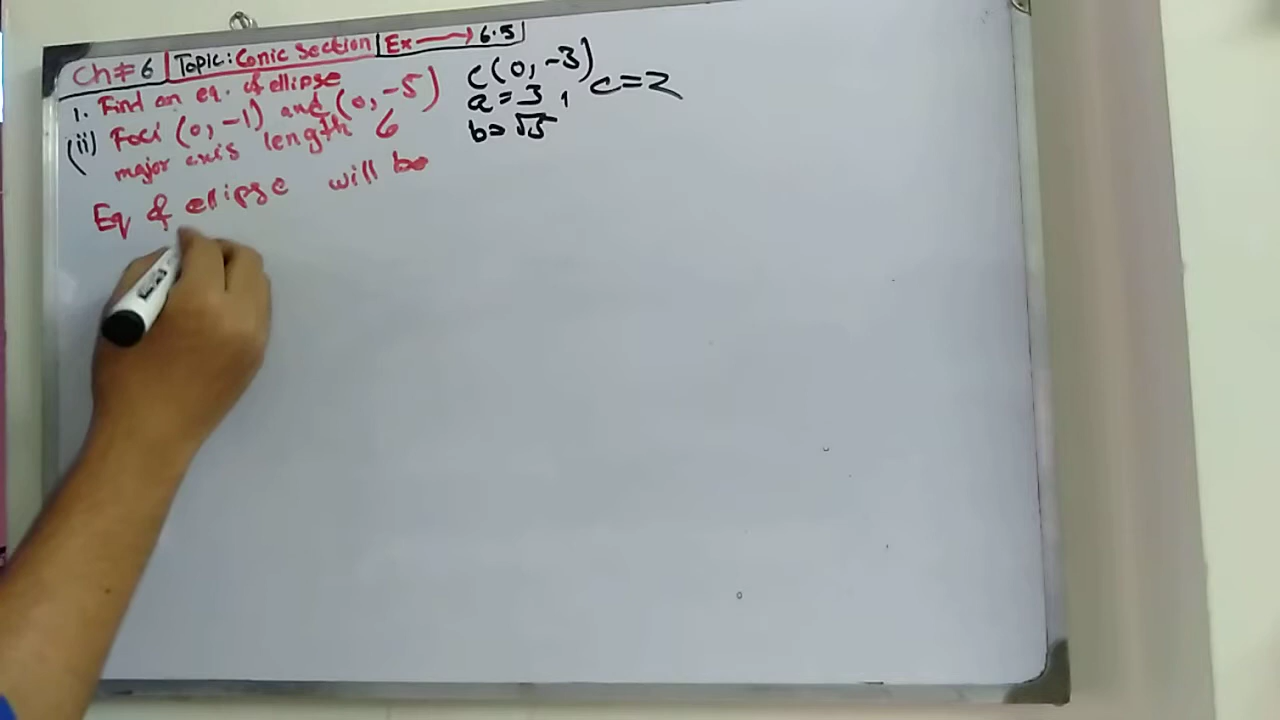 Ch # 6 | Topic: Conic Section | Ex → 6.5
1. Find an eq. of ellipse
(ii) Foci (0, -1) and (0, -5)
major axis length 6
Eq of ellipse will be
C(0, -3)
a = 3, c = 2
b = √5